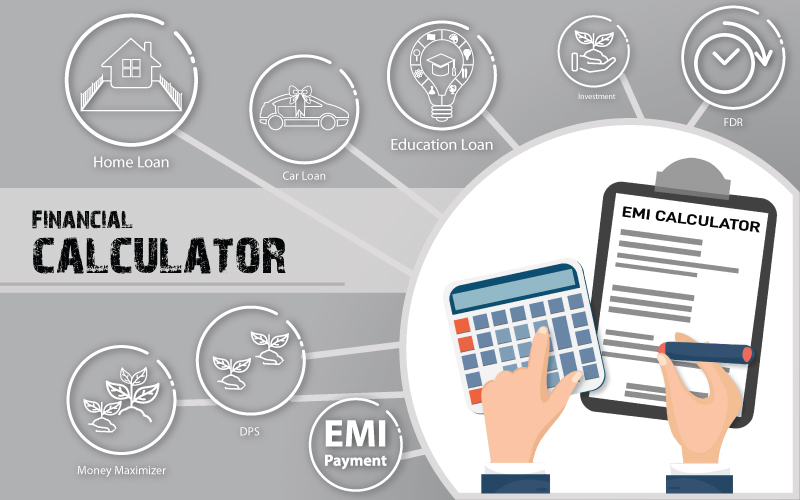 Home Loan
Car Loan
Education Loan
Investment
FDR
FINANCIAL
CALCULATOR
EMI CALCULATOR
Money Maximizer
DPS
EMI
Payment